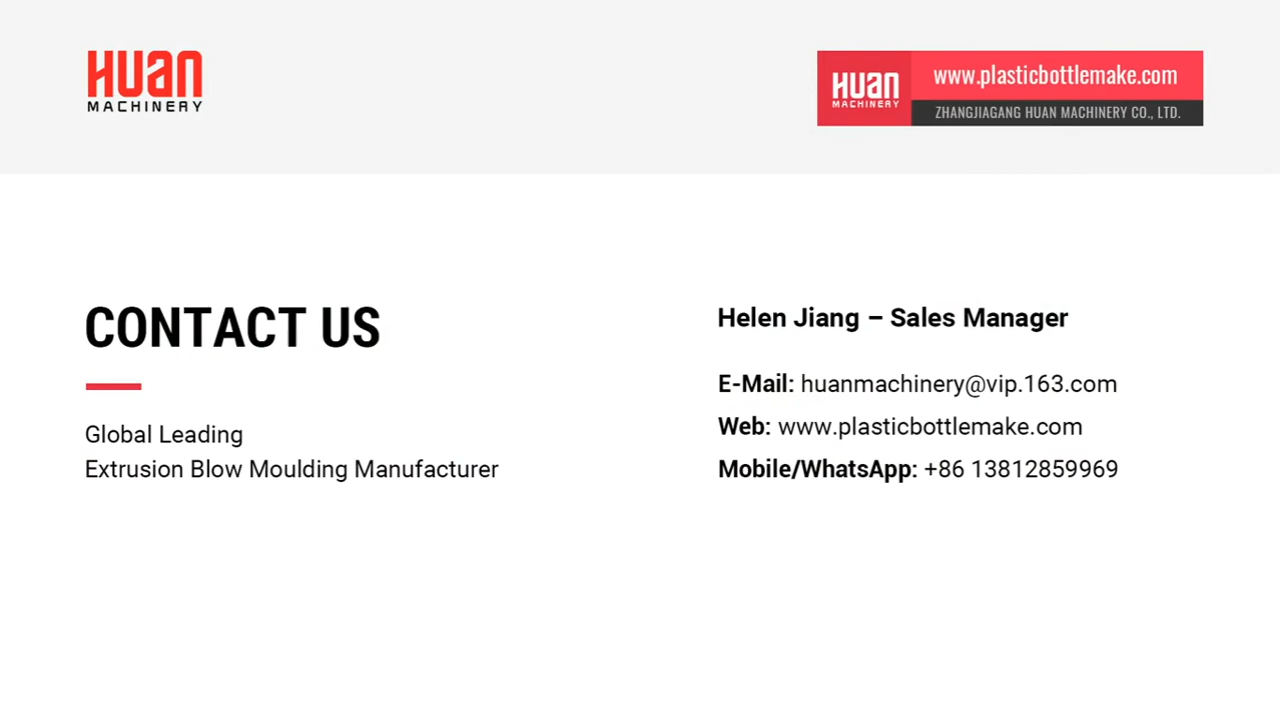 HUAN
MACHINERY
HUAN
MACHINERY
www.plasticbottlemake.com
ZHANGJIAGANG HUAN MACHINERY CO., LTD.
CONTACT US
Global Leading
Extrusion Blow Moulding Manufacturer
Helen Jiang – Sales Manager
E-Mail: huanmachinery@vip.163.com
Web: www.plasticbottlemake.com
Mobile/WhatsApp: +86 13812859969